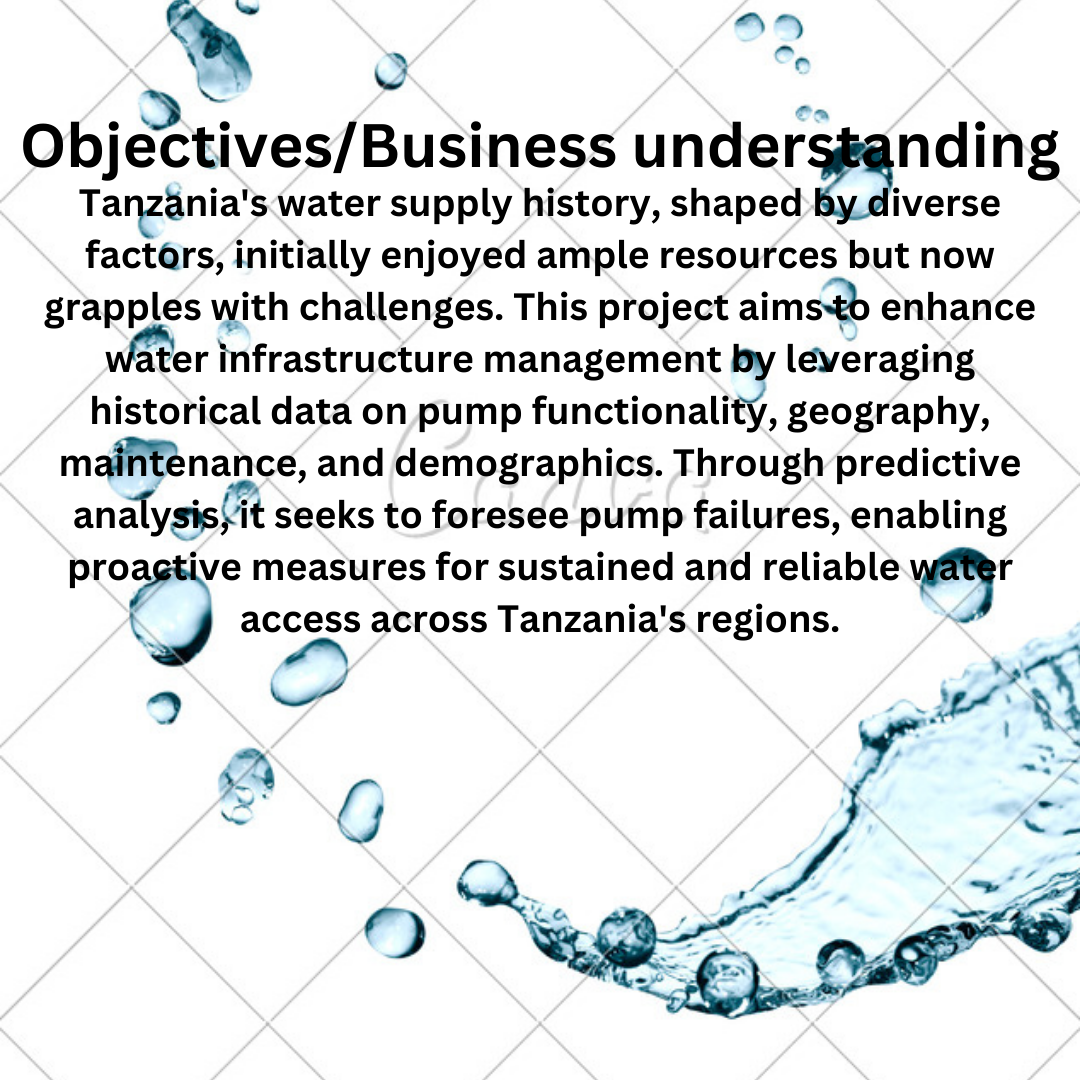 Objectives/Business understanding
Tanzania's water supply history, shaped by diverse
factors, initially enjoyed ample resources but now
grapples with challenges. This project aims to enhance
water infrastructure management by leveraging
historical data on pump functionality, geography,
maintenance, and demographics. Through predictive
analysis, it seeks to foresee pump failures, enabling
proactive measures for sustained and reliable water
access across Tanzania's regions.